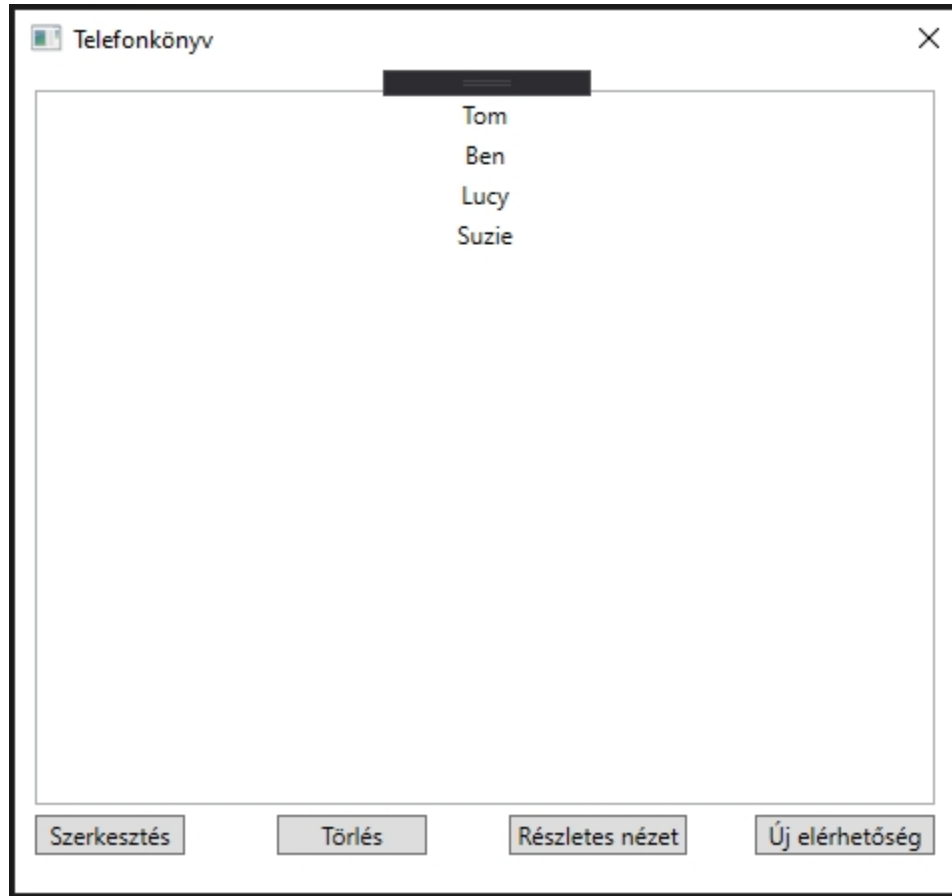 Telefonkönyv
Tom
Ben
Lucy
Suzie
Szerkesztés Törlés Részletes nézet Új elérhetőség